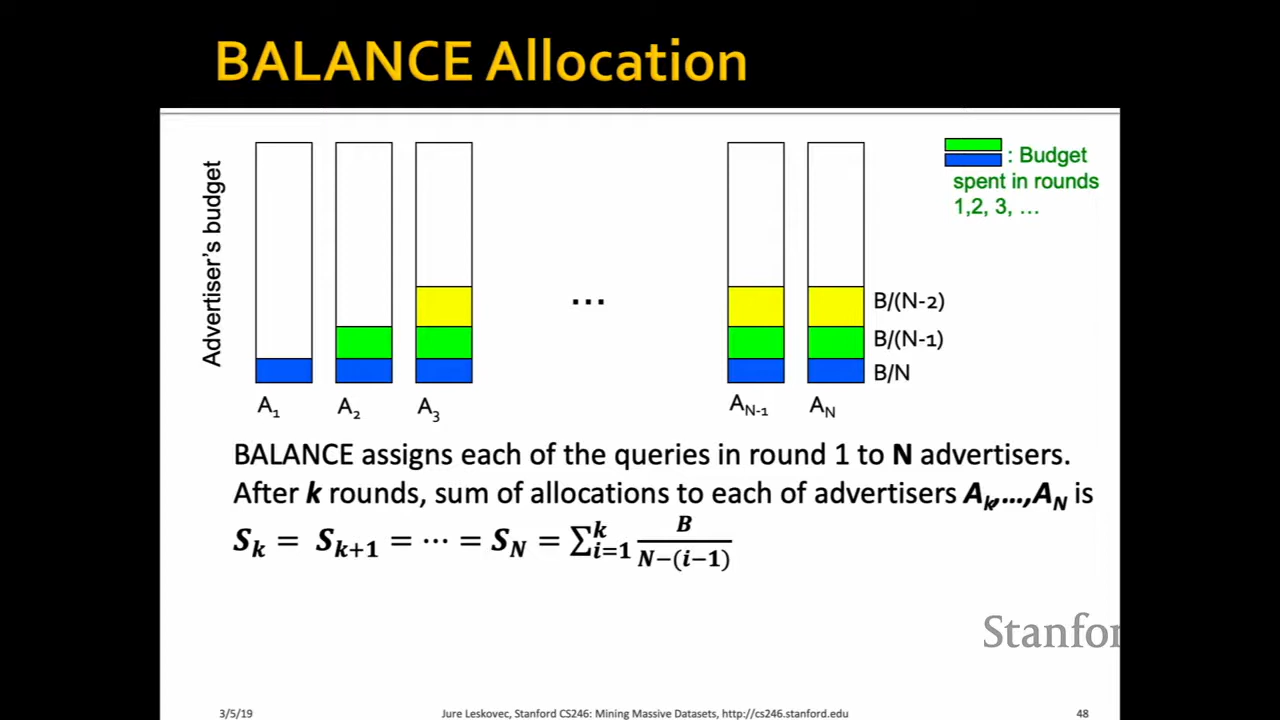 BALANCE Allocation
Advertiser's budget
: Budget
spent in rounds
1,2, 3, …
…
B/(N-2)
B/(N-1)
B/N
A₁ A₂ A₃ A_{N-1} A_N
BALANCE assigns each of the queries in round 1 to N advertisers.
After k rounds, sum of allocations to each of advertisers A_k,…,A_N is
S_k = S_{k+1} = ⋯ = S_N = ∑_{i=1}^{k} B/(N−(i−1))
Stanfor
3/5/19 Jure Leskovec, Stanford CS246: Mining Massive Datasets, http://cs246.stanford.edu 48